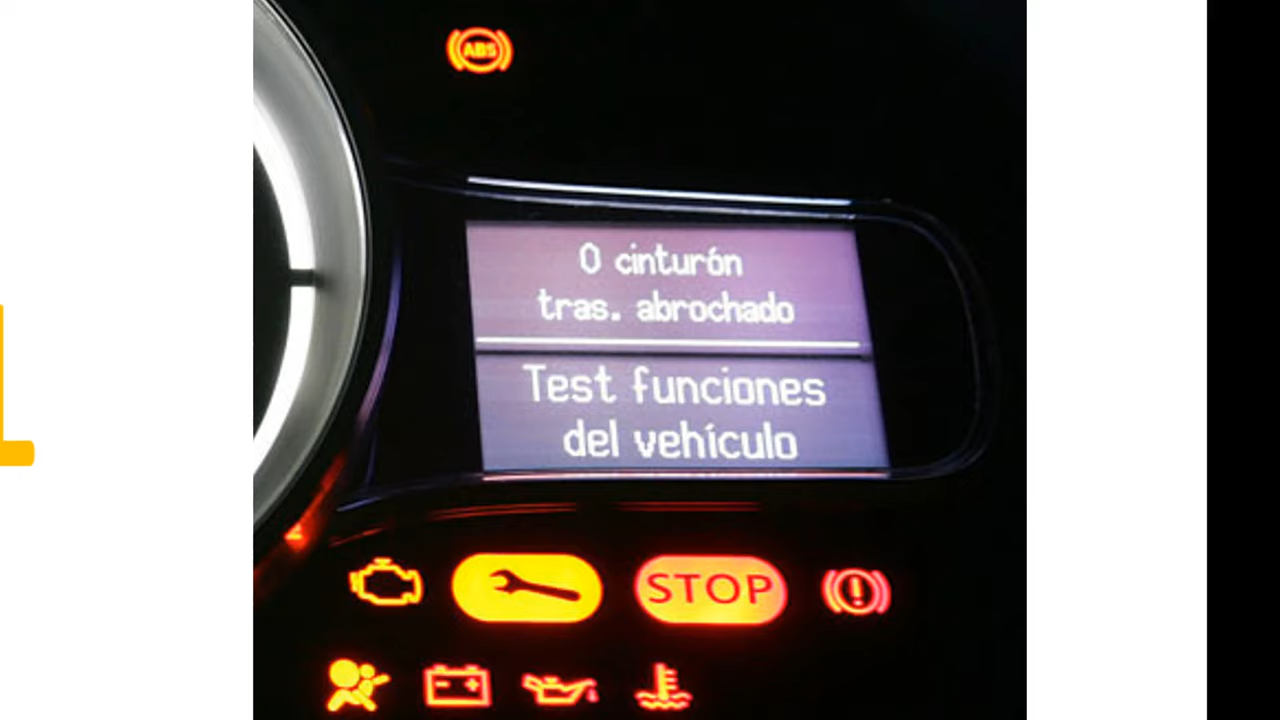 ABS
0 cinturón
tras. abrochado
Test funciones
del vehículo
STOP